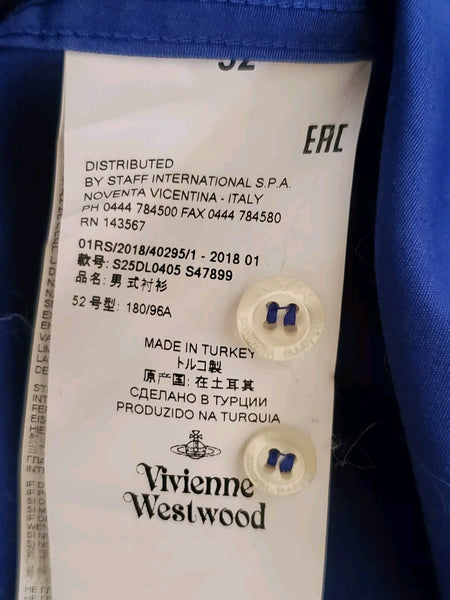 52
EAC
DISTRIBUTED
BY STAFF INTERNATIONAL S.P.A.
NOVENTA VICENTINA - ITALY
PH 0444 784500 FAX 0444 784580
RN 143567
01RS/2018/40295/1 - 2018 01
款号: S25DL0405 S47899
品名: 男式衬衫
52 号型: 180/96A
MADE IN TURKEY
トルコ製
原产国: 在土耳其
СДЕЛАНО В ТУРЦИИ
PRODUZIDO NA TURQUIA
Vivienne
Westwood